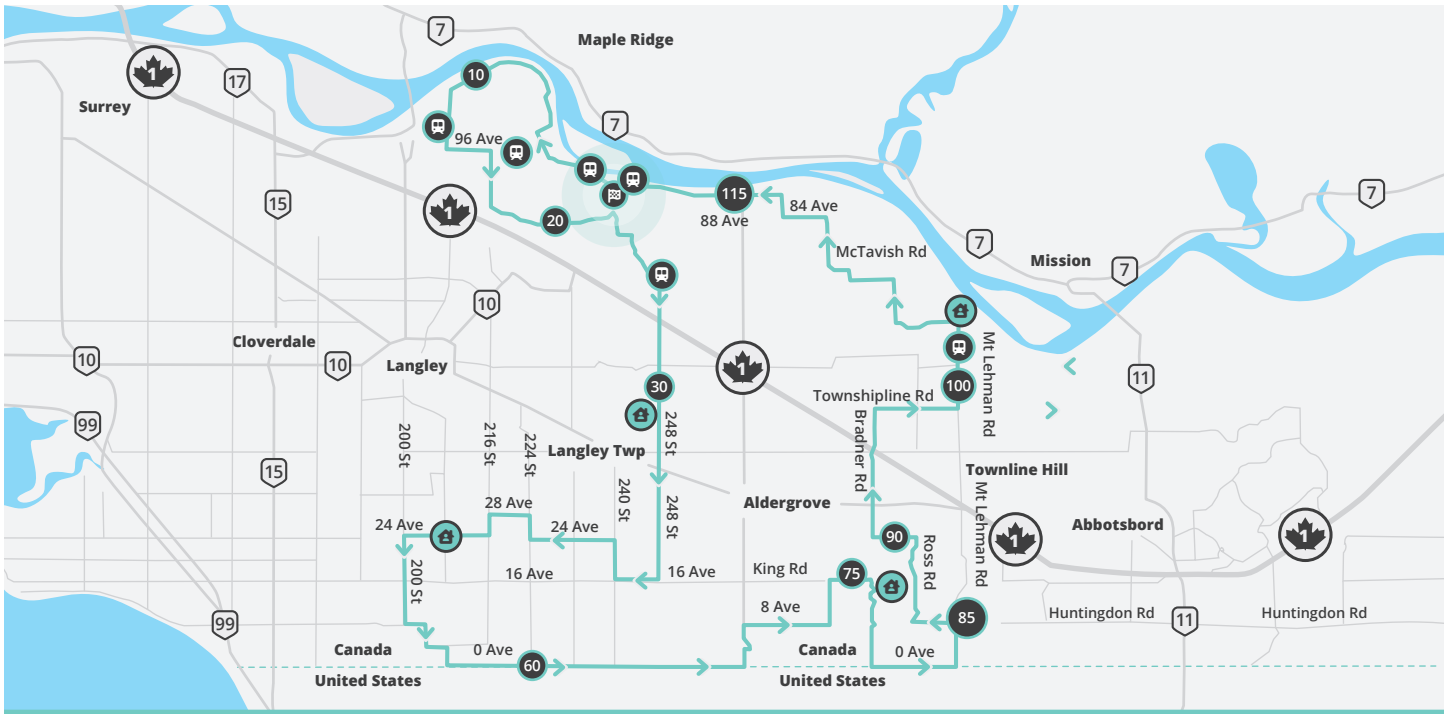 7
Maple Ridge
1
10
17
Surrey
7
96 Ave
115
84 Ave
7
15
1
20
88 Ave
7
McTavish Rd
Mission
7
10
Cloverdale
Mt Lehman Rd
10
10
Langley
1
11
30
100
Townshipline Rd
99
200 St
216 St
224 St
248 St
Bradner Rd
Langley Twp
Townline Hill
15
240 St
Mt Lehman Rd
28 Ave
Aldergrove
24 Ave
24 Ave
248 St
Abbotsbord
1
1
90
Ross Rd
16 Ave
16 Ave
King Rd
75
200 St
8 Ave
Huntingdon Rd
Huntingdon Rd
85
11
99
Canada
0 Ave
Canada
0 Ave
60
United States
United States